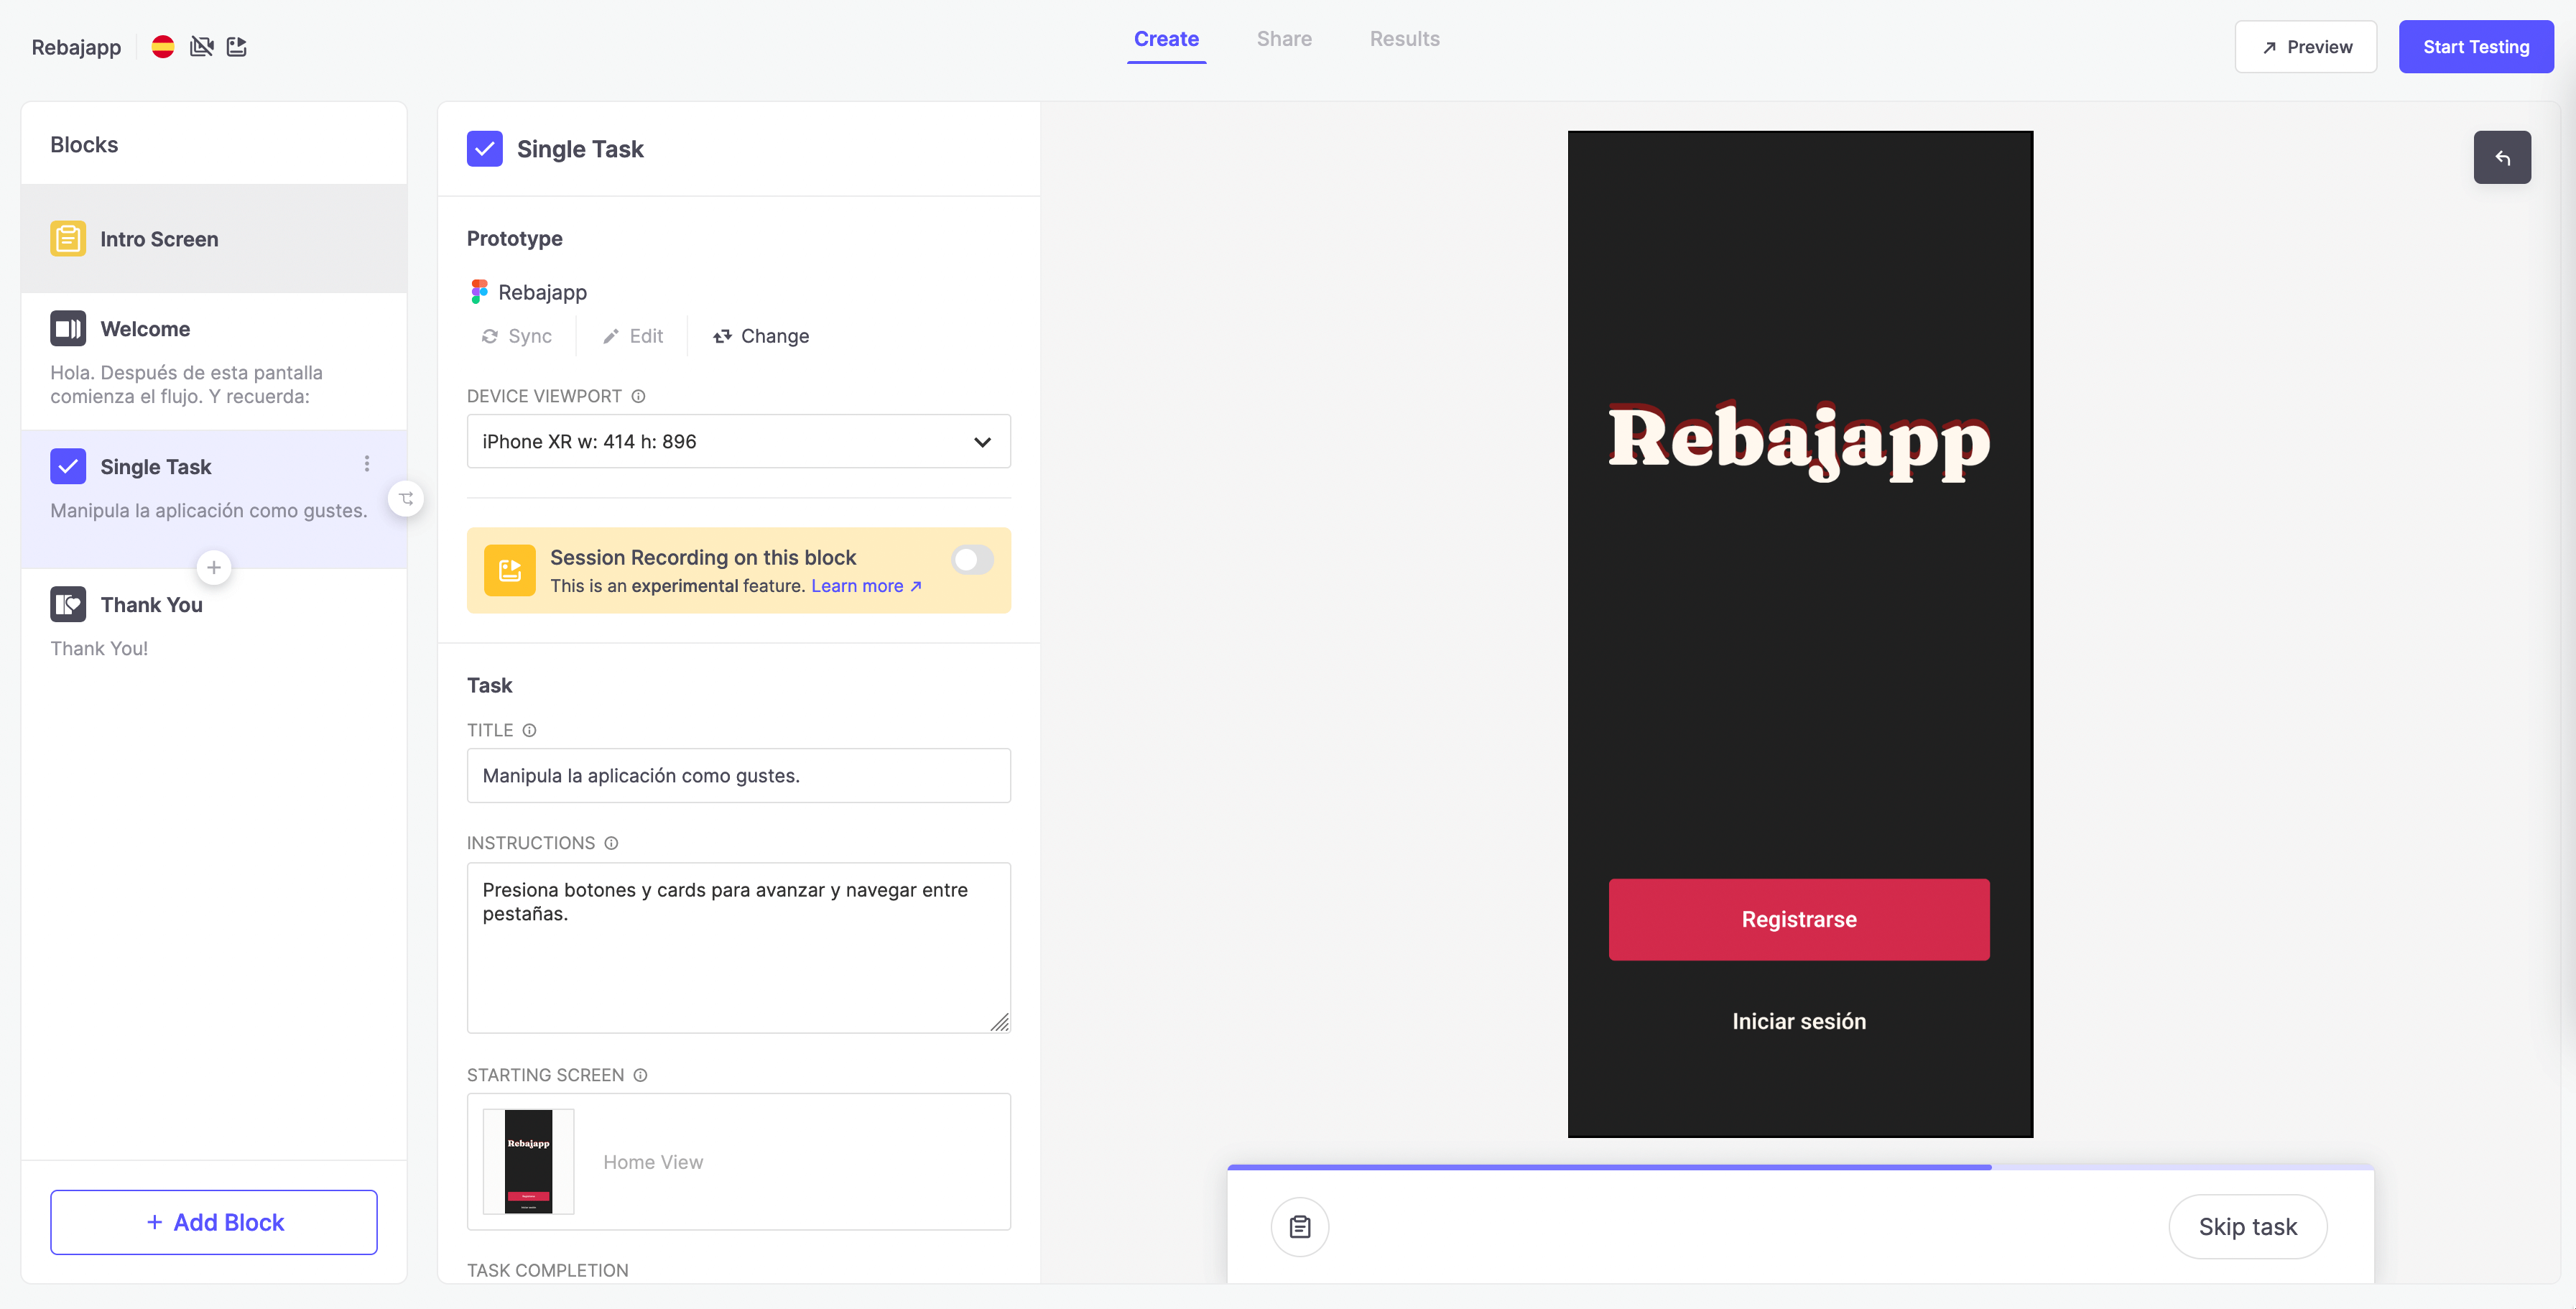 Rebajapp
Create
Share
Results
Preview
Start Testing
Blocks
Intro Screen
Welcome
Hola. Después de esta pantalla
comienza el flujo. Y recuerda:
Single Task
Manipula la aplicación como gustes.
Thank You
Thank You!
+ Add Block
Single Task
Prototype
Rebajapp
Sync
Edit
Change
DEVICE VIEWPORT
iPhone XR w: 414 h: 896
Session Recording on this block
This is an experimental feature. Learn more ↗
Task
TITLE
Manipula la aplicación como gustes.
INSTRUCTIONS
Presiona botones y cards para avanzar y navegar entre
pestañas.
STARTING SCREEN
Rebajapp
Home View
TASK COMPLETION
Rebajapp
Registrarse
Iniciar sesión
Skip task